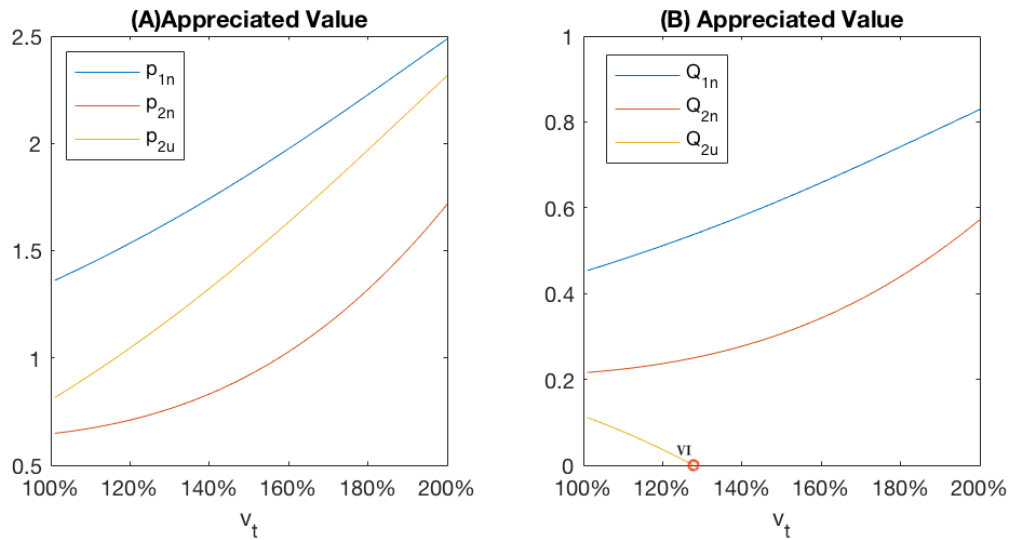 (A)Appreciated Value
2.5
2
1.5
1
0.5
p1n
p2n
p2u
100% 120% 140% 160% 180% 200%
vt
(B) Appreciated Value
1
0.8
0.6
0.4
0.2
0
Q1n
Q2n
Q2u
VI
100% 120% 140% 160% 180% 200%
vt